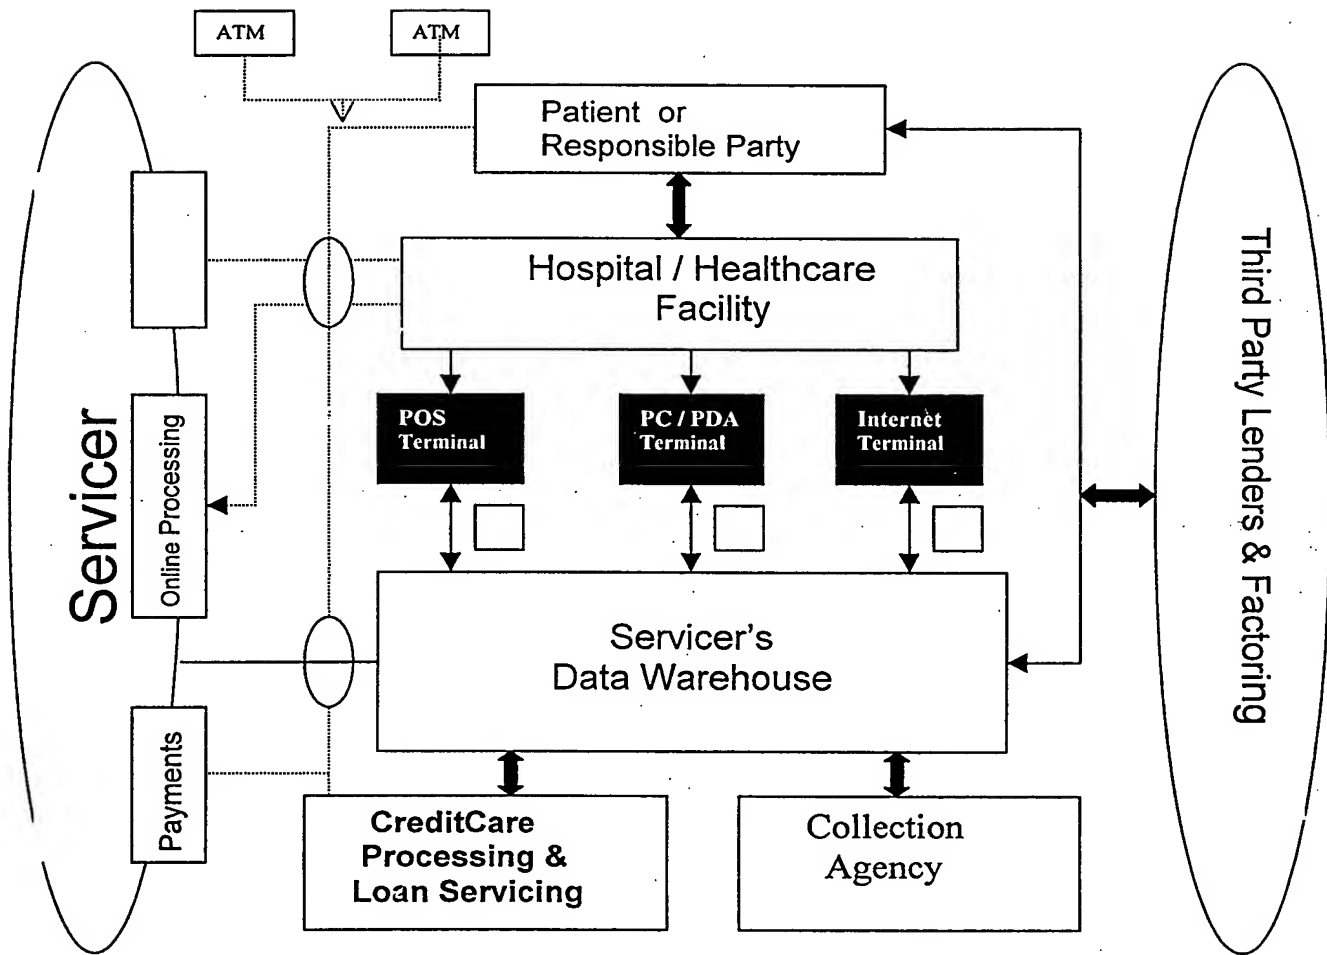 ATM
ATM
Patient or
Responsible Party
Hospital / Healthcare
Facility
POS
Terminal
PC / PDA
Terminal
Internet
Terminal
Servicer
Online Processing
Payments
Servicer's
Data Warehouse
CreditCare
Processing &
Loan Servicing
Collection
Agency
Third Party Lenders & Factoring